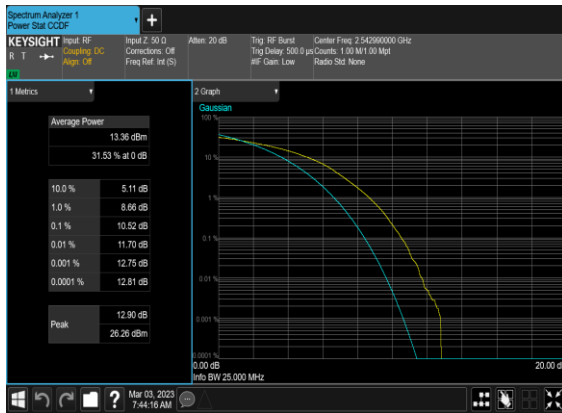 Spectrum Analyzer 1
Power Stat CCDF
+
KEYSIGHT
R T
LXI
Input: RF
Coupling: DC
Align: Off
Input Z: 50 Ω
Corrections: Off
Freq Ref: Int (S)
Atten: 20 dB
Trig: RF Burst
Trig Delay: 500.0 µs
#IF Gain: Low
Center Freq: 2.542990000 GHz
Counts: 1.00 M/1.00 Mpt
Radio Std: None
1 Metrics
Average Power
13.36 dBm
31.53 % at 0 dB
10.0 % 5.11 dB
1.0 % 8.66 dB
0.1 % 10.52 dB
0.01 % 11.70 dB
0.001 % 12.75 dB
0.0001 % 12.81 dB
Peak
12.90 dB
26.26 dBm
2 Graph
Gaussian
100 %
10 %
1 %
0.1 %
0.01 %
0.001 %
0.0001 %
0.00 dB
20.00 d
Info BW 25.000 MHz
?
Mar 03, 2023
7:44:16 AM